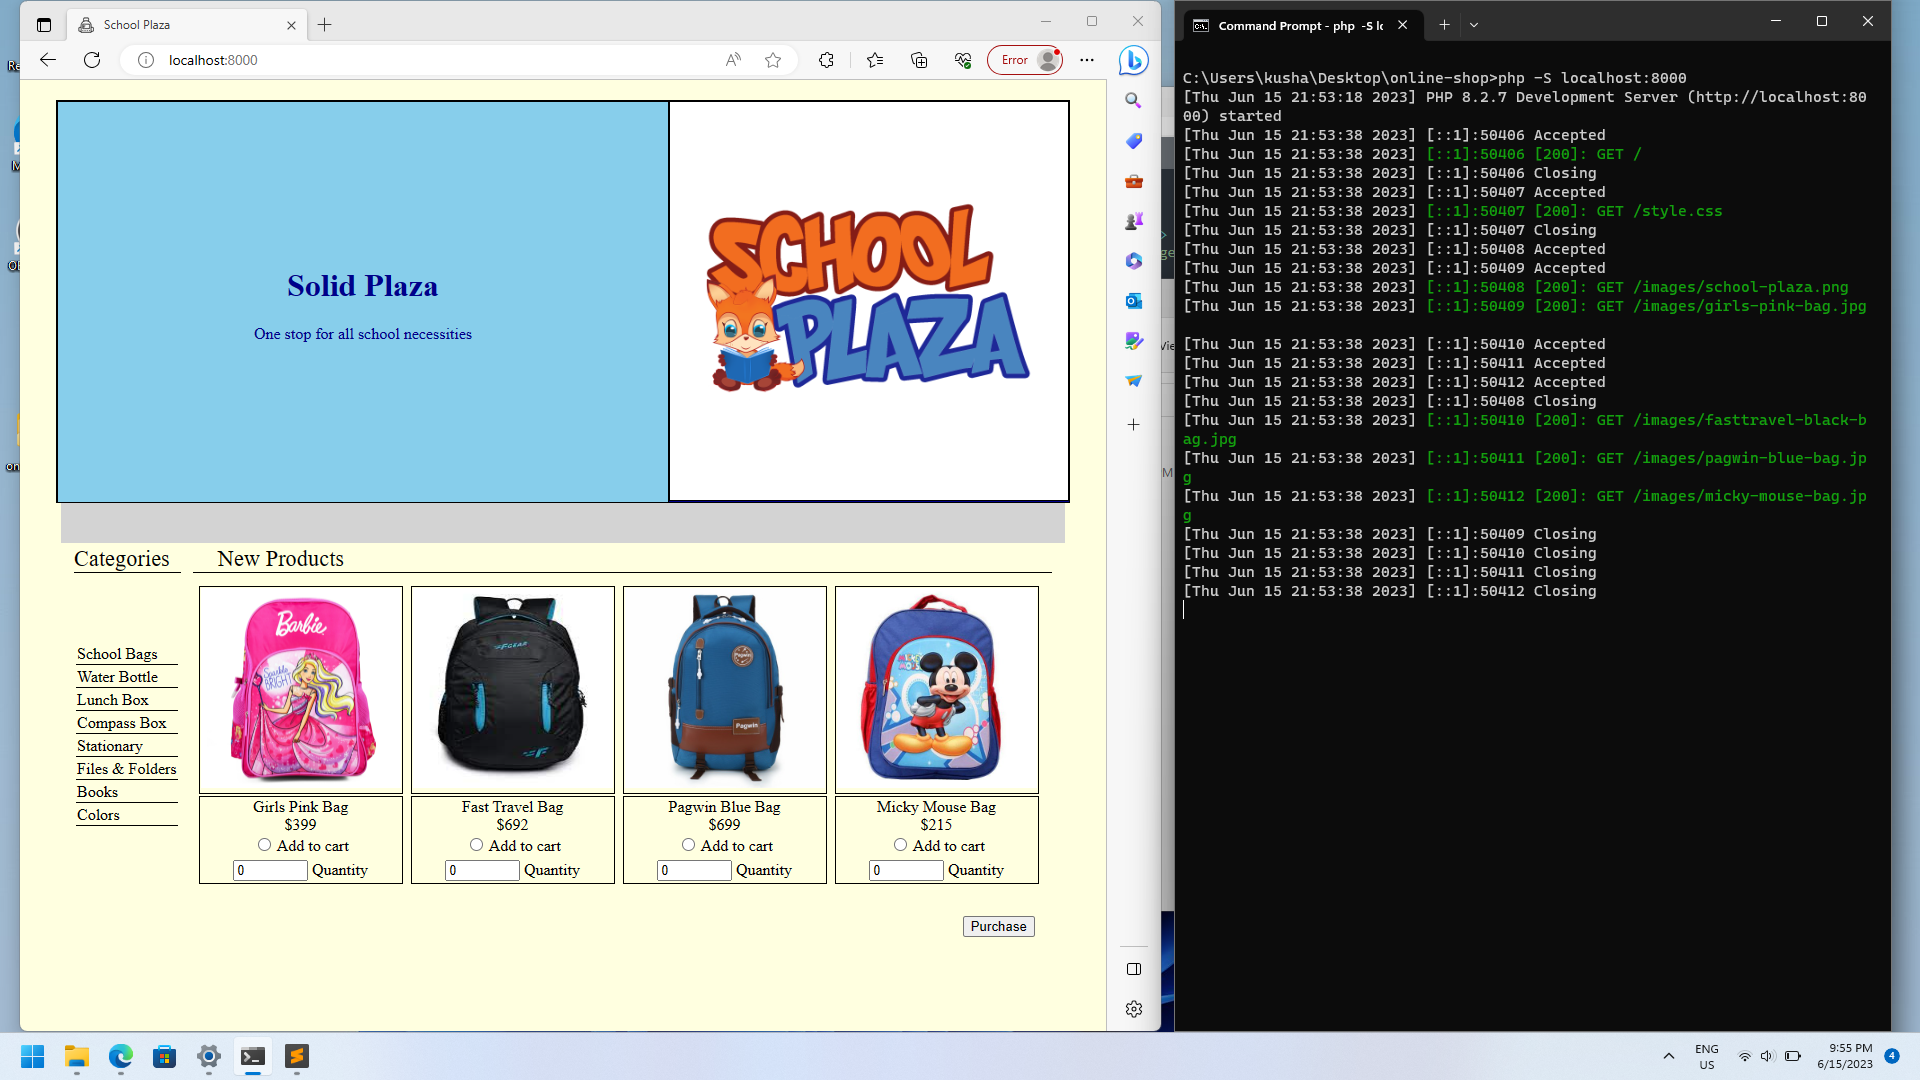 School Plaza
localhost:8000
Error
Solid Plaza
One stop for all school necessities
SCHOOL
PLAZA
Categories
New Products
School Bags
Water Bottle
Lunch Box
Compass Box
Stationary
Files & Folders
Books
Colors
Barbie
Sparkle
BRIGHT
FGEAR
Pagwin
Pagwin
Girls Pink Bag
$399
Add to cart
0 Quantity
Fast Travel Bag
$692
Add to cart
0 Quantity
Pagwin Blue Bag
$699
Add to cart
0 Quantity
Micky Mouse Bag
$215
Add to cart
0 Quantity
Purchase
Command Prompt - php -S lc
C:\Users\kusha\Desktop\online-shop>php -S localhost:8000
[Thu Jun 15 21:53:18 2023] PHP 8.2.7 Development Server (http://localhost:80
00) started
[Thu Jun 15 21:53:38 2023] [::1]:50406 Accepted
[Thu Jun 15 21:53:38 2023] [::1]:50406 [200]: GET /
[Thu Jun 15 21:53:38 2023] [::1]:50406 Closing
[Thu Jun 15 21:53:38 2023] [::1]:50407 Accepted
[Thu Jun 15 21:53:38 2023] [::1]:50407 [200]: GET /style.css
[Thu Jun 15 21:53:38 2023] [::1]:50407 Closing
[Thu Jun 15 21:53:38 2023] [::1]:50408 Accepted
[Thu Jun 15 21:53:38 2023] [::1]:50409 Accepted
[Thu Jun 15 21:53:38 2023] [::1]:50408 [200]: GET /images/school-plaza.png
[Thu Jun 15 21:53:38 2023] [::1]:50409 [200]: GET /images/girls-pink-bag.jpg
[Thu Jun 15 21:53:38 2023] [::1]:50410 Accepted
[Thu Jun 15 21:53:38 2023] [::1]:50411 Accepted
[Thu Jun 15 21:53:38 2023] [::1]:50412 Accepted
[Thu Jun 15 21:53:38 2023] [::1]:50408 Closing
[Thu Jun 15 21:53:38 2023] [::1]:50410 [200]: GET /images/fasttravel-black-b
ag.jpg
[Thu Jun 15 21:53:38 2023] [::1]:50411 [200]: GET /images/pagwin-blue-bag.jp
g
[Thu Jun 15 21:53:38 2023] [::1]:50412 [200]: GET /images/micky-mouse-bag.jp
g
[Thu Jun 15 21:53:38 2023] [::1]:50409 Closing
[Thu Jun 15 21:53:38 2023] [::1]:50410 Closing
[Thu Jun 15 21:53:38 2023] [::1]:50411 Closing
[Thu Jun 15 21:53:38 2023] [::1]:50412 Closing
ENG
US
9:55 PM
6/15/2023
4